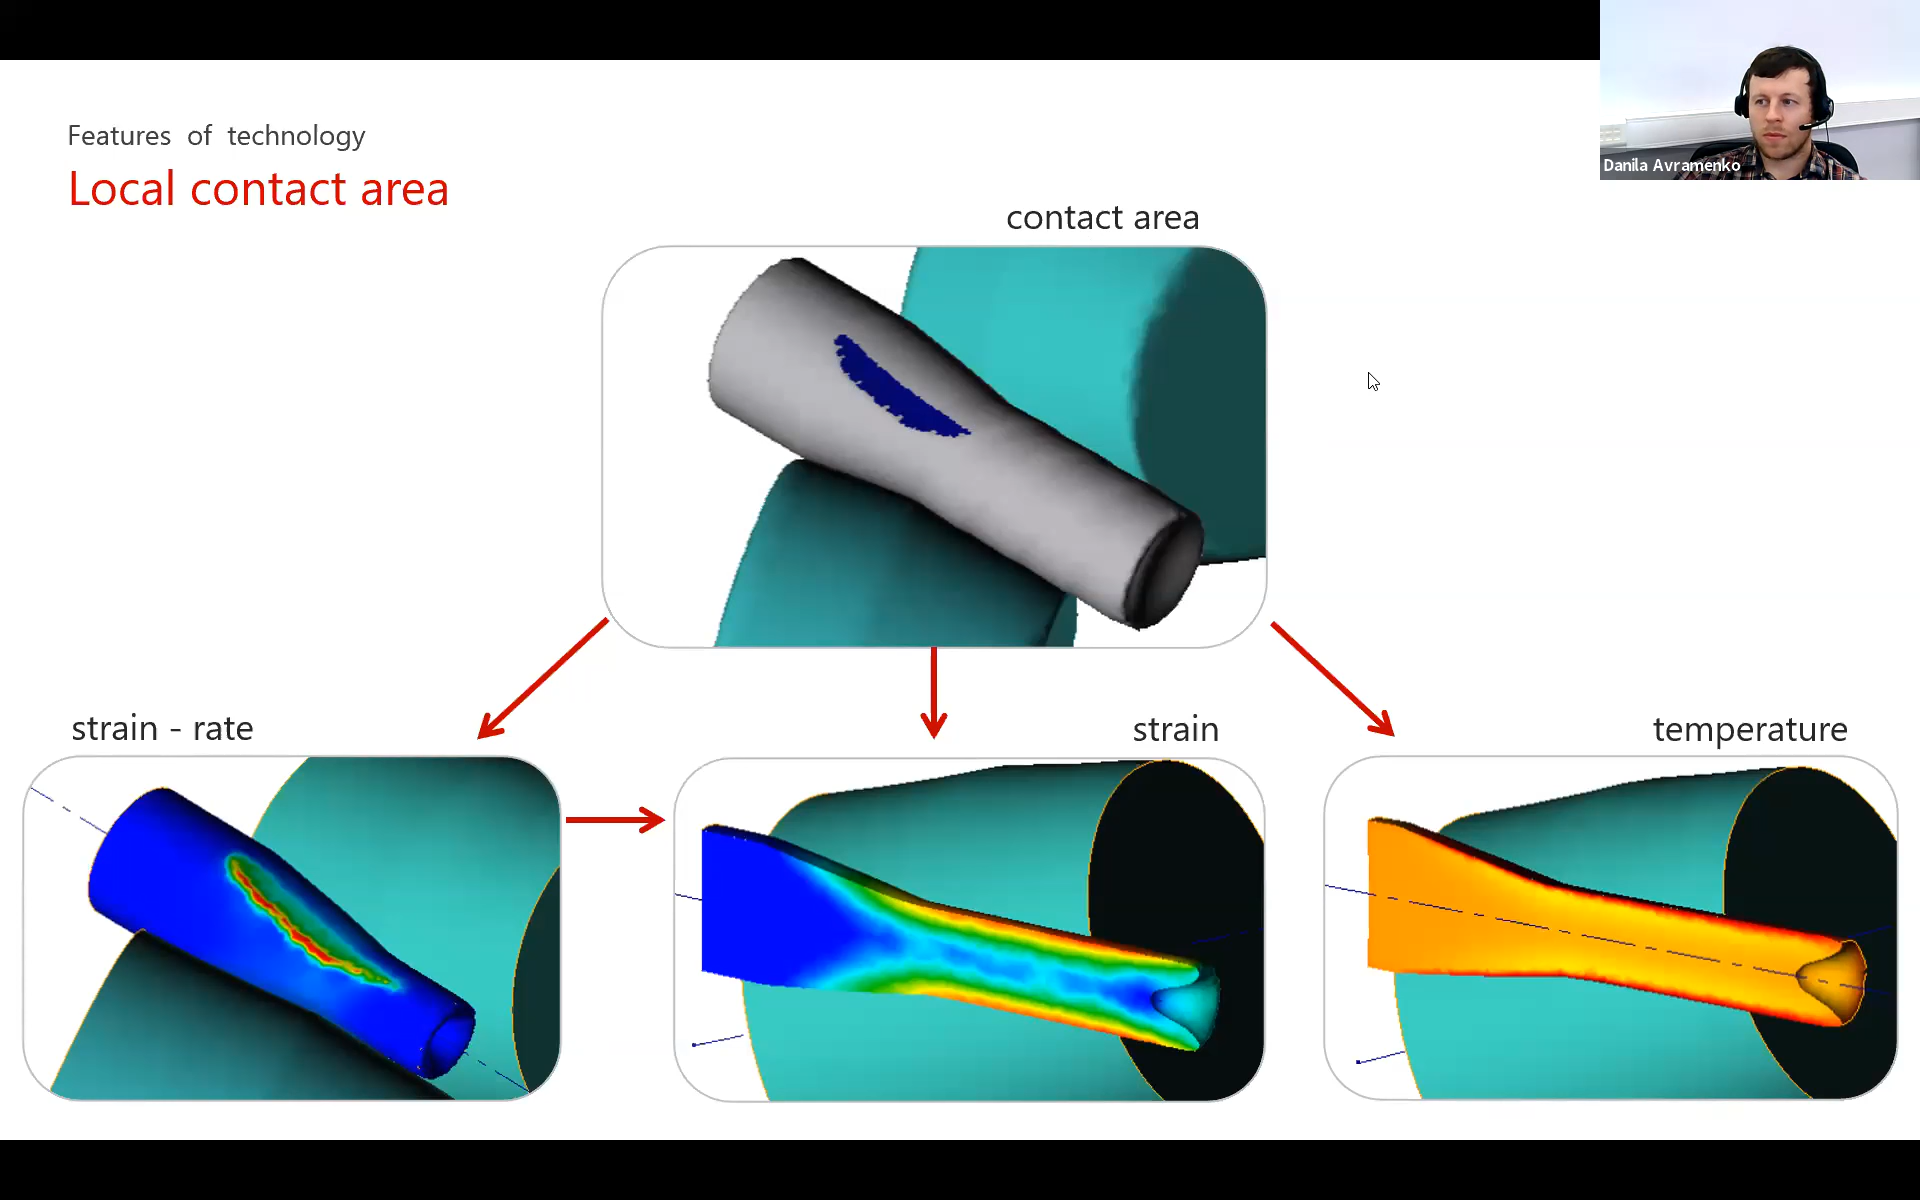 Features of technology
Local contact area
Danila Avramenko
contact area
strain - rate
strain
temperature